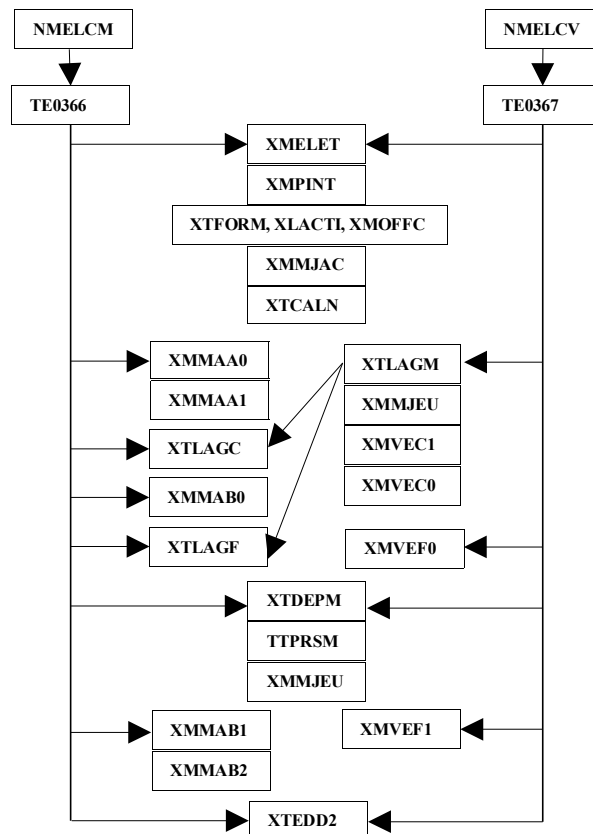 NMELCM
NMELCV
TE0366
TE0367
XMELET
XMPINT
XTFORM, XLACTI, XMOFFC
XMMJAC
XTCALN
XMMAA0
XTLAGM
XMMAA1
XMMJEU
XTLAGC
XMVEC1
XMMAB0
XMVEC0
XTLAGF
XMVEF0
XTDEPM
TTPRSM
XMMJEU
XMMAB1
XMVEF1
XMMAB2
XTEDD2